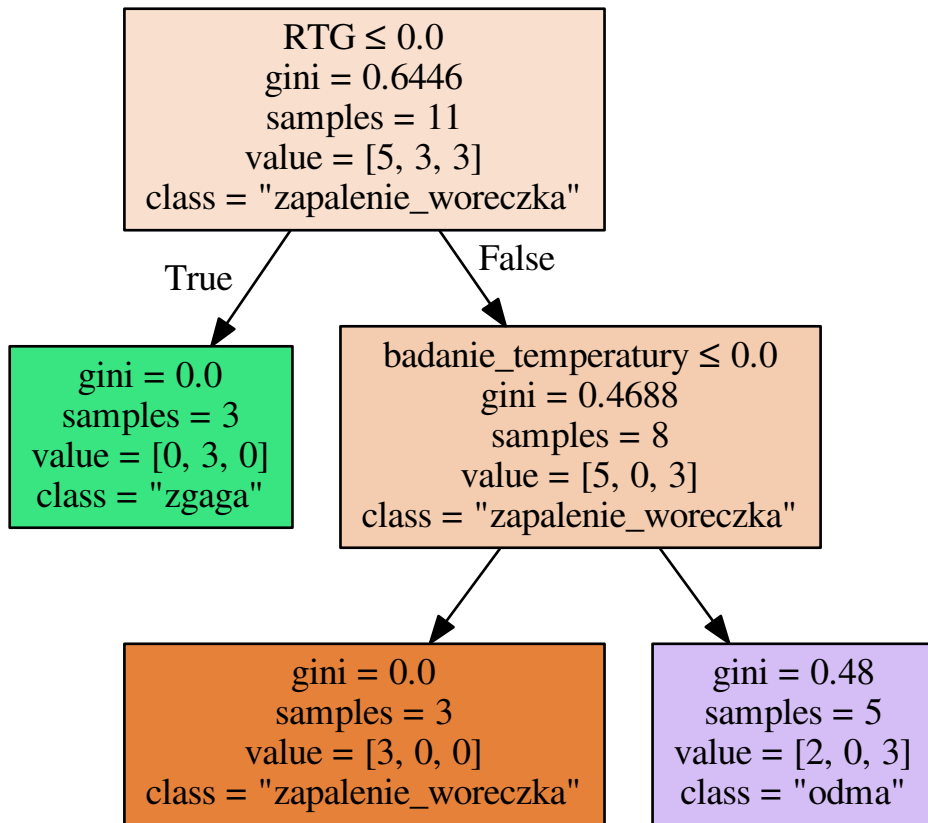 RTG ≤ 0.0
gini = 0.6446
samples = 11
value = [5, 3, 3]
class = "zapalenie_woreczka"
True
False
gini = 0.0
samples = 3
value = [0, 3, 0]
class = "zgaga"
badanie_temperatury ≤ 0.0
gini = 0.4688
samples = 8
value = [5, 0, 3]
class = "zapalenie_woreczka"
gini = 0.0
samples = 3
value = [3, 0, 0]
class = "zapalenie_woreczka"
gini = 0.48
samples = 5
value = [2, 0, 3]
class = "odma"